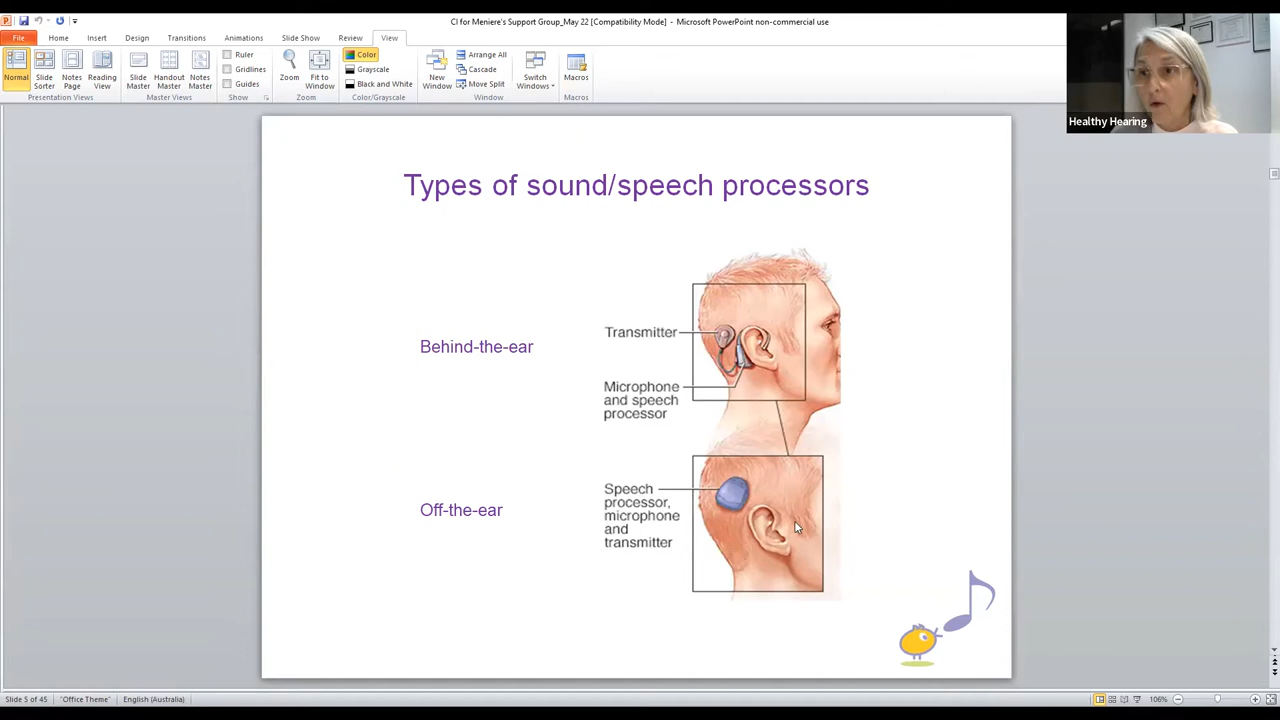 CI for Meniere's Support Group_May 22 [Compatibility Mode] - Microsoft PowerPoint non-commercial use
File Home Insert Design Transitions Animations Slide Show Review View
Normal
Slide Sorter
Notes Page
Reading View
Presentation Views
Slide Master
Handout Master
Notes Master
Master Views
Ruler
Gridlines
Guides
Show
Zoom
Fit to Window
Zoom
Color
Grayscale
Black and White
Color/Grayscale
New Window
Arrange All
Cascade
Move Split
Window
Switch Windows
Macros
Macros
Healthy Hearing
Types of sound/speech processors
Behind-the-ear
Transmitter
Microphone
and speech
processor
Off-the-ear
Speech
processor,
microphone
and
transmitter
Slide 5 of 45 "Office Theme" English (Australia) 106%